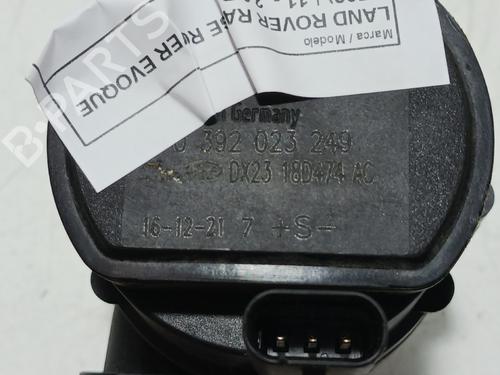 Marca / Modelo
LAND ROVER RANGE ROVER EVOQUE
B-PARTS
Germany
0 392 023 249
DX23 18D474 AC
16-12-21 7 +S-